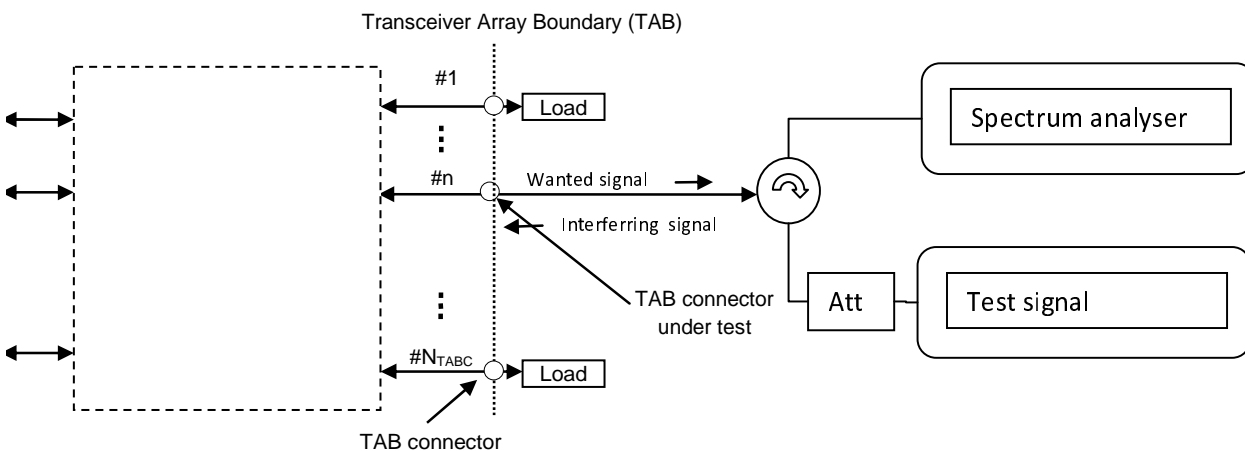 Transceiver Array Boundary (TAB)
#1
Load
Spectrum analyser
#n
Wanted signal
Interferring signal
TAB connector
under test
Att
Test signal
#NTABC
Load
TAB connector